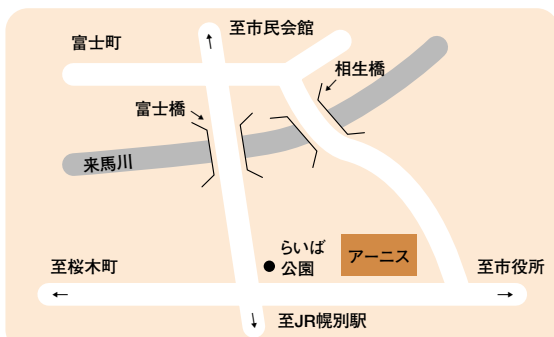 至市民会館
富士町
相生橋
富士橋
来馬川
らいば
公園
アーニス
至桜木町
至市役所
至JR幌別駅